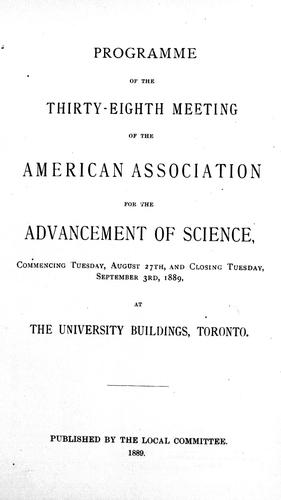 PROGRAMME
OF THE
THIRTY-EIGHTH MEETING
OF THE
AMERICAN ASSOCIATION
FOR THE
ADVANCEMENT OF SCIENCE,
COMMENCING TUESDAY, AUGUST 27TH, AND CLOSING TUESDAY,
SEPTEMBER 3RD, 1889,
AT
THE UNIVERSITY BUILDINGS, TORONTO.
PUBLISHED BY THE LOCAL COMMITTEE.
1889.